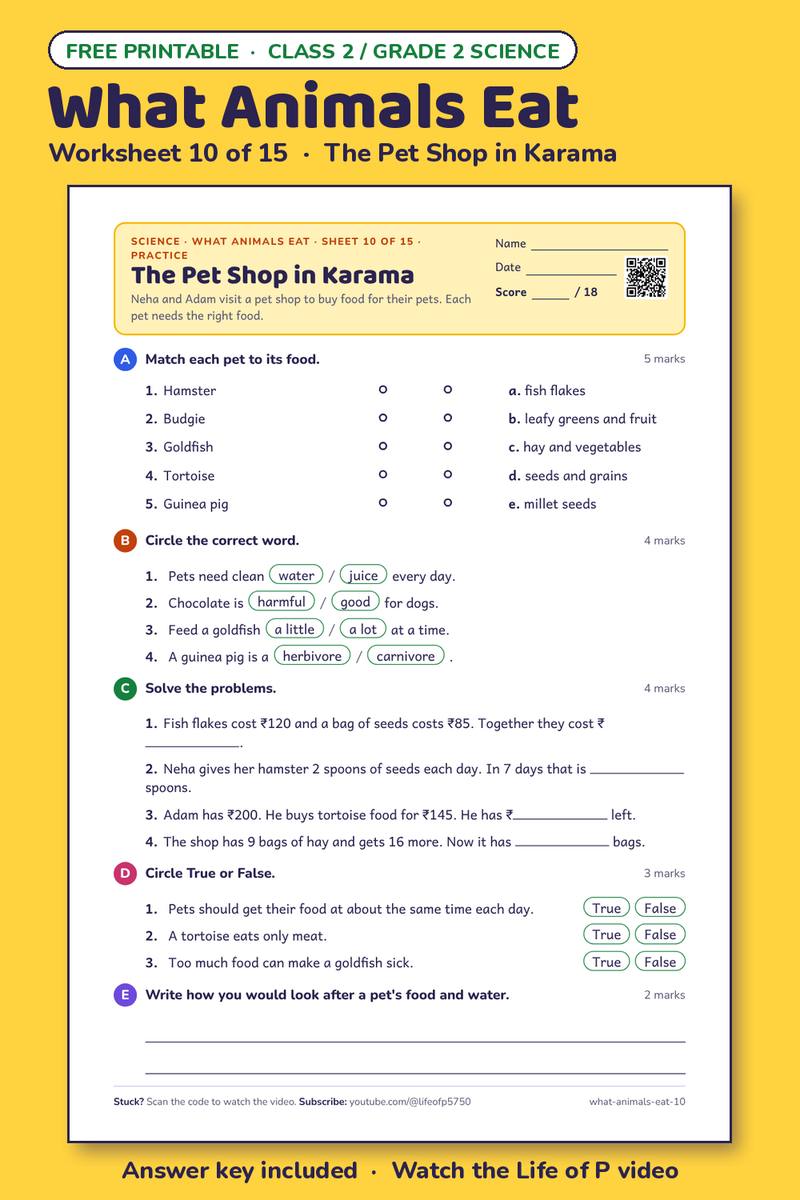 FREE PRINTABLE · CLASS 2 / GRADE 2 SCIENCE
What Animals Eat
Worksheet 10 of 15 · The Pet Shop in Karama
SCIENCE · WHAT ANIMALS EAT · SHEET 10 OF 15 ·
PRACTICE
The Pet Shop in Karama
Neha and Adam visit a pet shop to buy food for their pets. Each
pet needs the right food.
Name ____________
Date ____________
Score ______ / 18
A Match each pet to its food. 5 marks
1. Hamster a. fish flakes
2. Budgie b. leafy greens and fruit
3. Goldfish c. hay and vegetables
4. Tortoise d. seeds and grains
5. Guinea pig e. millet seeds
B Circle the correct word. 4 marks
1. Pets need clean water / juice every day.
2. Chocolate is harmful / good for dogs.
3. Feed a goldfish a little / a lot at a time.
4. A guinea pig is a herbivore / carnivore .
C Solve the problems. 4 marks
1. Fish flakes cost ₹120 and a bag of seeds costs ₹85. Together they cost ₹
____________.
2. Neha gives her hamster 2 spoons of seeds each day. In 7 days that is ____________
spoons.
3. Adam has ₹200. He buys tortoise food for ₹145. He has ₹____________ left.
4. The shop has 9 bags of hay and gets 16 more. Now it has ____________ bags.
D Circle True or False. 3 marks
1. Pets should get their food at about the same time each day. True False
2. A tortoise eats only meat. True False
3. Too much food can make a goldfish sick. True False
E Write how you would look after a pet's food and water. 2 marks
Stuck? Scan the code to watch the video. Subscribe: youtube.com/@lifeofp5750 what-animals-eat-10
Answer key included · Watch the Life of P video